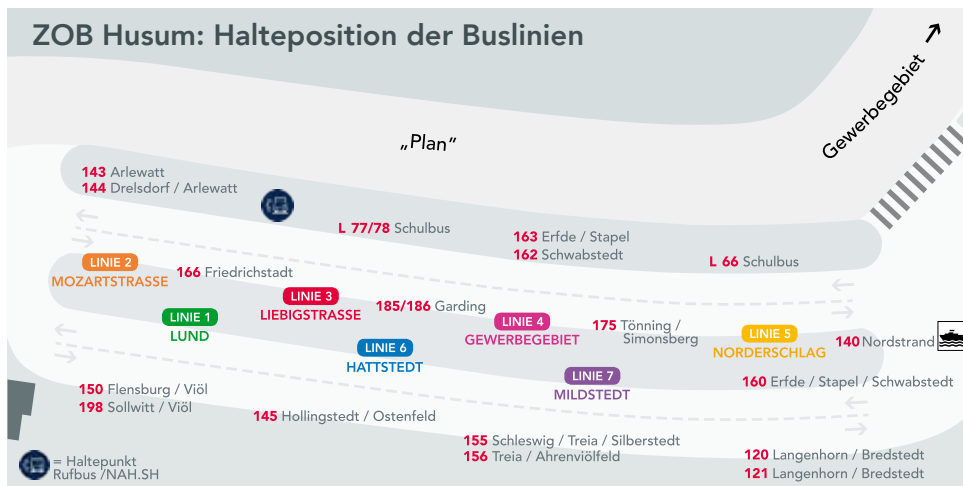 ZOB Husum: Halteposition der Buslinien
Gewerbegebiet
„Plan“
143 Arlewatt
144 Drelsdorf / Arlewatt
L 77/78 Schulbus
163 Erfde / Stapel
162 Schwabstedt
L 66 Schulbus
LINIE 2
MOZARTSTRASSE
166 Friedrichstadt
LINIE 3
LIEBIGSTRASSE
185/186 Garding
LINIE 1
LUND
LINIE 4
GEWERBEGEBIET
175 Tönning /
Simonsberg
LINIE 5
NORDERSCHLAG
140 Nordstrand
LINIE 6
HATTSTEDT
LINIE 7
MILDSTEDT
160 Erfde / Stapel / Schwabstedt
150 Flensburg / Viöl
198 Sollwitt / Viöl
145 Hollingstedt / Ostenfeld
155 Schleswig / Treia / Silberstedt
156 Treia / Ahrenviölfeld
120 Langenhorn / Bredstedt
121 Langenhorn / Bredstedt
= Haltepunkt
Rufbus /NAH.SH